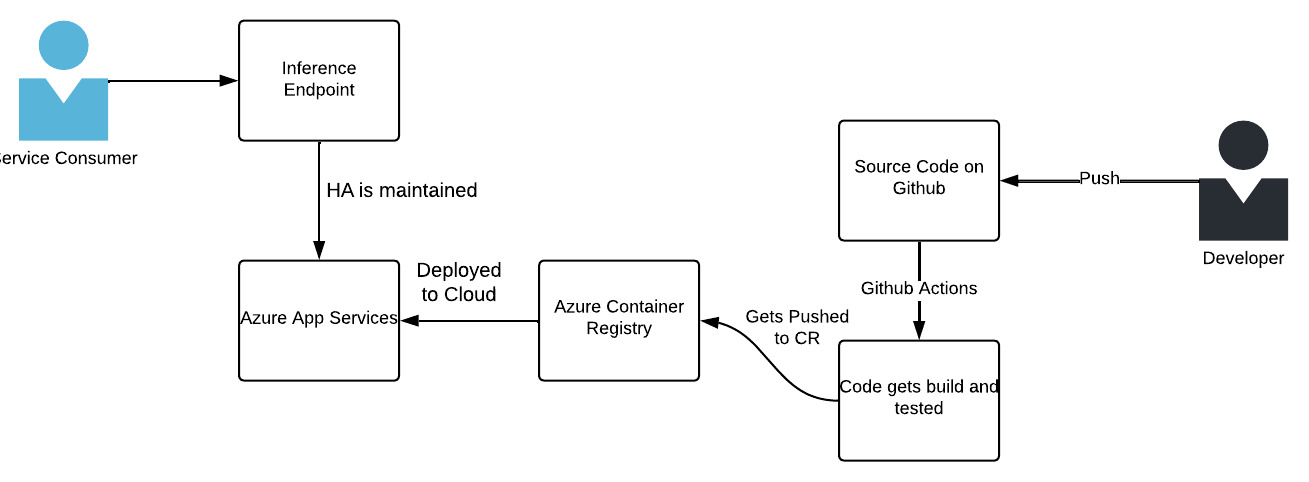 Inference
Endpoint
Service Consumer
HA is maintained
Azure App Services
Deployed
to Cloud
Azure Container
Registry
Gets Pushed
to CR
Source Code on
Github
Push
Developer
Github Actions
Code gets build and
tested